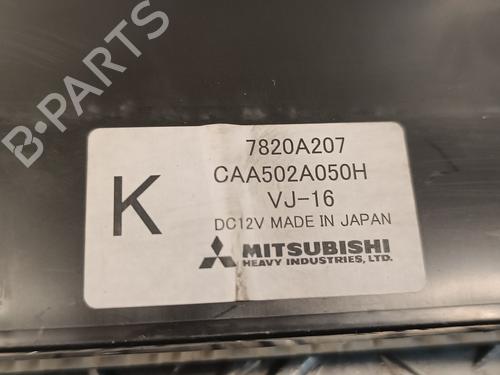 K
7820A207
CAA502A050H
VJ-16
DC12V MADE IN JAPAN
MITSUBISHI
HEAVY INDUSTRIES, LTD.
B-PARTS